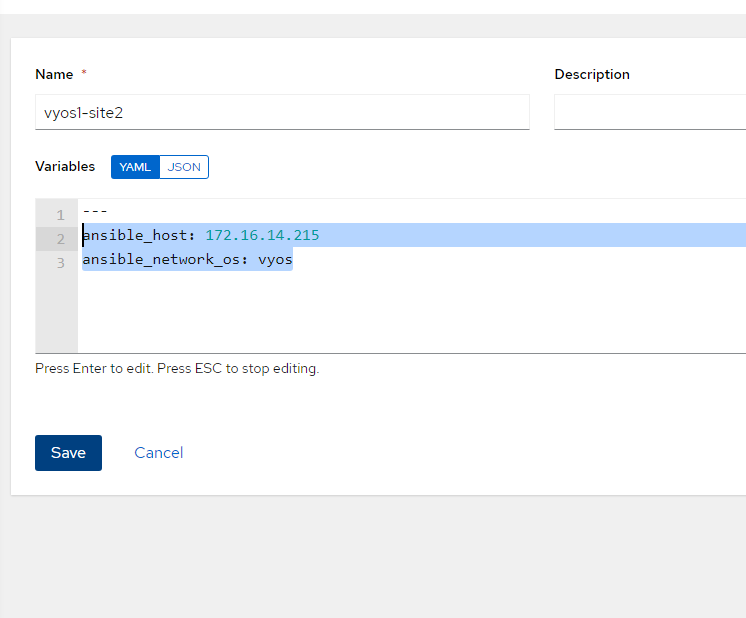 Name *
Description
vyos1-site2
Variables YAML JSON
1 ---
2 ansible_host: 172.16.14.215
3 ansible_network_os: vyos
Press Enter to edit. Press ESC to stop editing.
Save Cancel